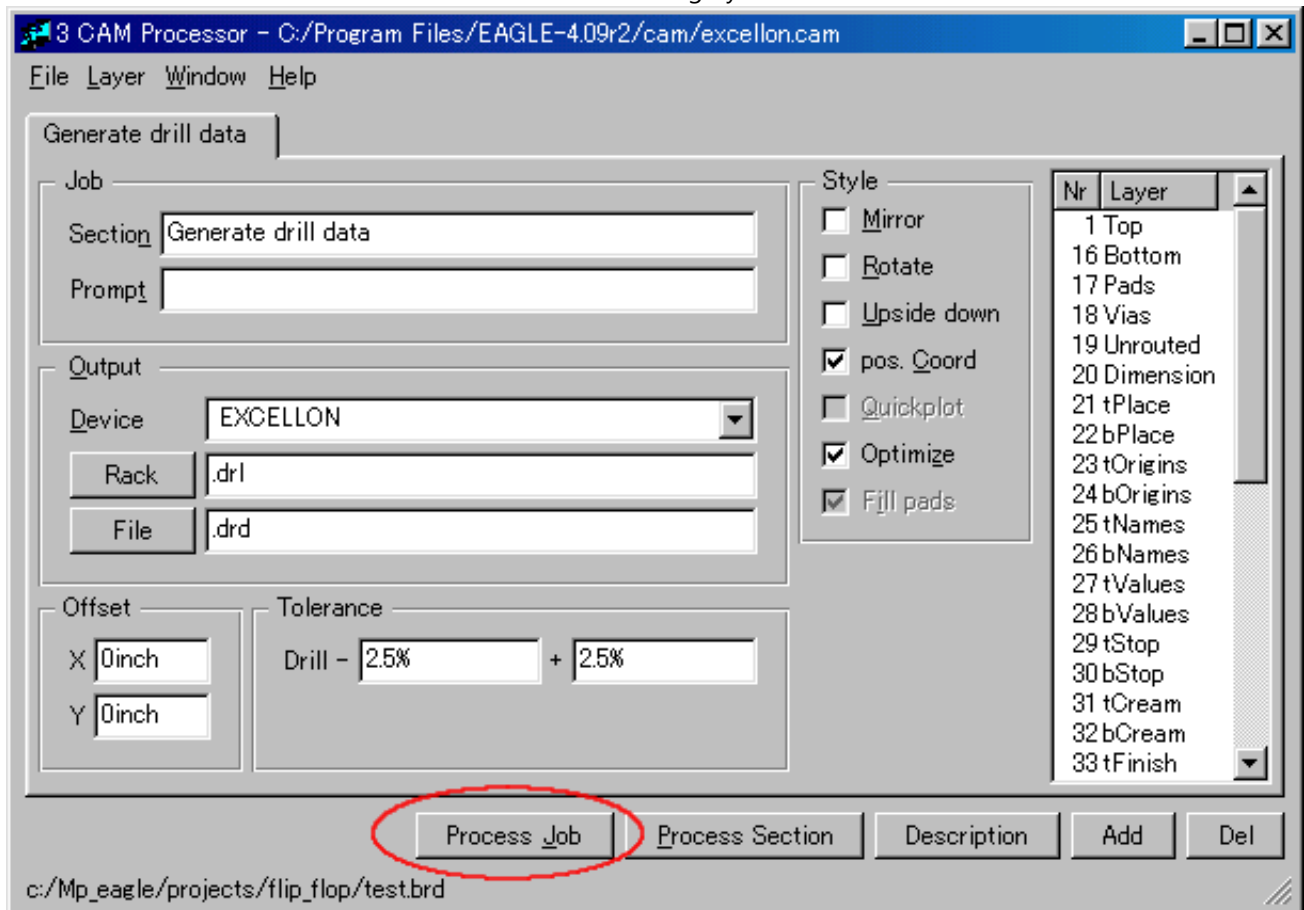 3 CAM Processor - C:/Program Files/EAGLE-4.09r2/cam/excellon.cam
File Layer Window Help
Generate drill data
Job
Section Generate drill data
Prompt
Output
Device EXCELLON
Rack .drl
File .drd
Offset
X 0inch
Y 0inch
Tolerance
Drill - 2.5% + 2.5%
Style
Mirror
Rotate
Upside down
pos. Coord
Quickplot
Optimize
Fill pads
Nr Layer
1 Top
16 Bottom
17 Pads
18 Vias
19 Unrouted
20 Dimension
21 tPlace
22 bPlace
23 tOrigins
24 bOrigins
25 tNames
26 bNames
27 tValues
28 bValues
29 tStop
30 bStop
31 tCream
32 bCream
33 tFinish
Process Job Process Section Description Add Del
c:/Mp_eagle/projects/flip_flop/test.brd